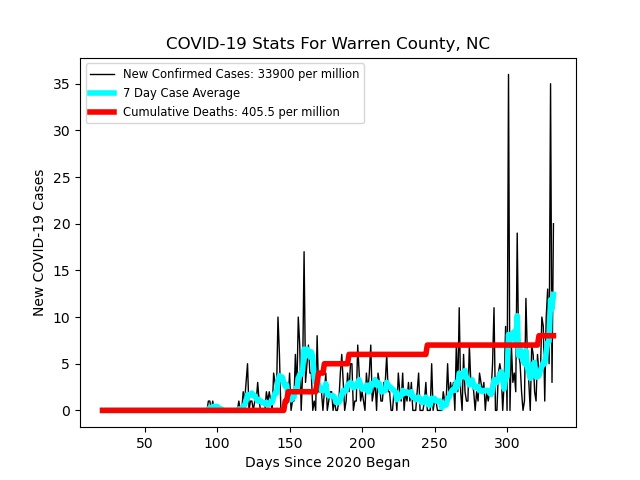 COVID-19 Stats For Warren County, NC
New Confirmed Cases: 33900 per million
7 Day Case Average
Cumulative Deaths: 405.5 per million
35
30
25
20
15
10
5
0
New COVID-19 Cases
50 100 150 200 250 300
Days Since 2020 Began